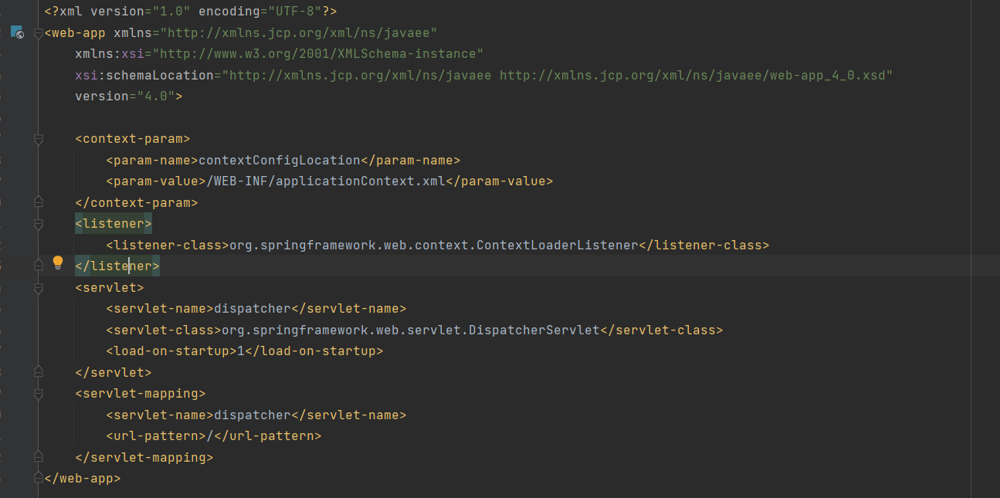 <?xml version="1.0" encoding="UTF-8"?>
<web-app xmlns="http://xmlns.jcp.org/xml/ns/javaee"
    xmlns:xsi="http://www.w3.org/2001/XMLSchema-instance"
    xsi:schemaLocation="http://xmlns.jcp.org/xml/ns/javaee http://xmlns.jcp.org/xml/ns/javaee/web-app_4_0.xsd"
    version="4.0">

    <context-param>
        <param-name>contextConfigLocation</param-name>
        <param-value>/WEB-INF/applicationContext.xml</param-value>
    </context-param>
    <listener>
        <listener-class>org.springframework.web.context.ContextLoaderListener</listener-class>
    </listener>
    <servlet>
        <servlet-name>dispatcher</servlet-name>
        <servlet-class>org.springframework.web.servlet.DispatcherServlet</servlet-class>
        <load-on-startup>1</load-on-startup>
    </servlet>
    <servlet-mapping>
        <servlet-name>dispatcher</servlet-name>
        <url-pattern>/</url-pattern>
    </servlet-mapping>
</web-app>